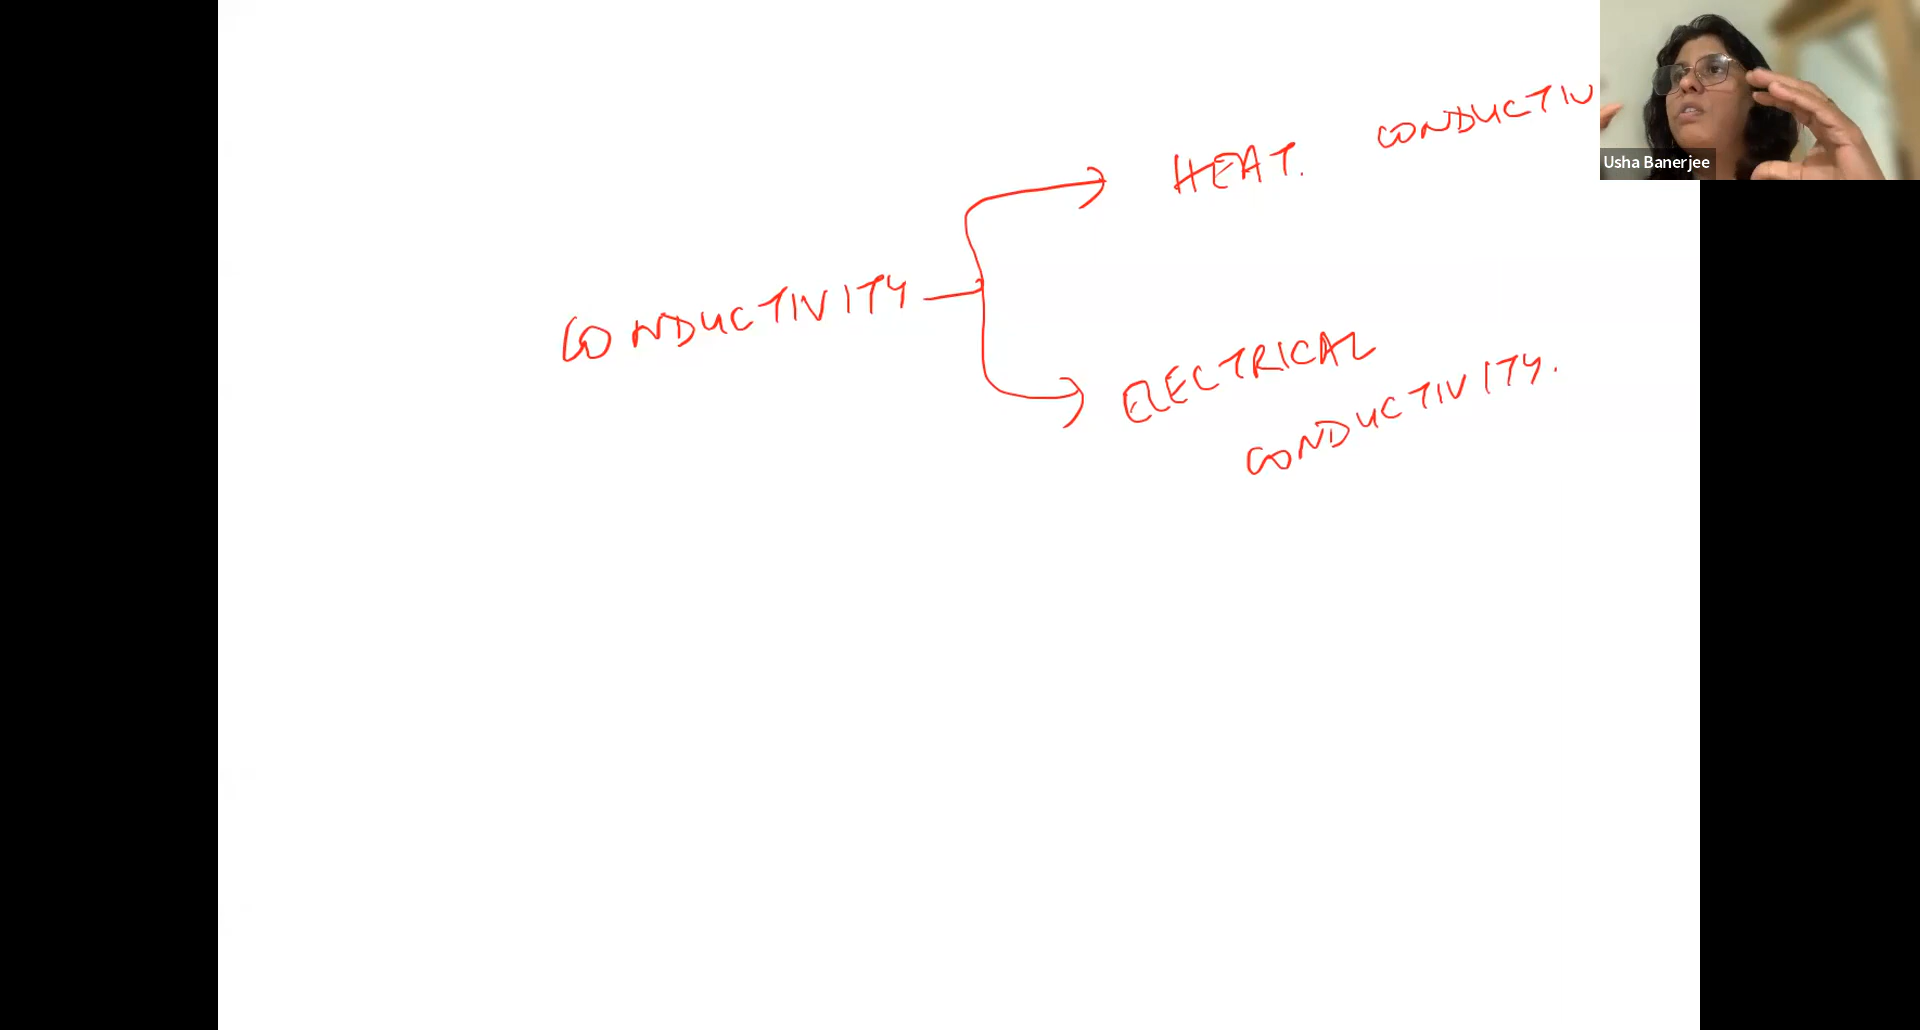 HEAT. CONDUCTIV
Usha Banerjee
CONDUCTIVITY
ELECTRICAL
CONDUCTIVITY.